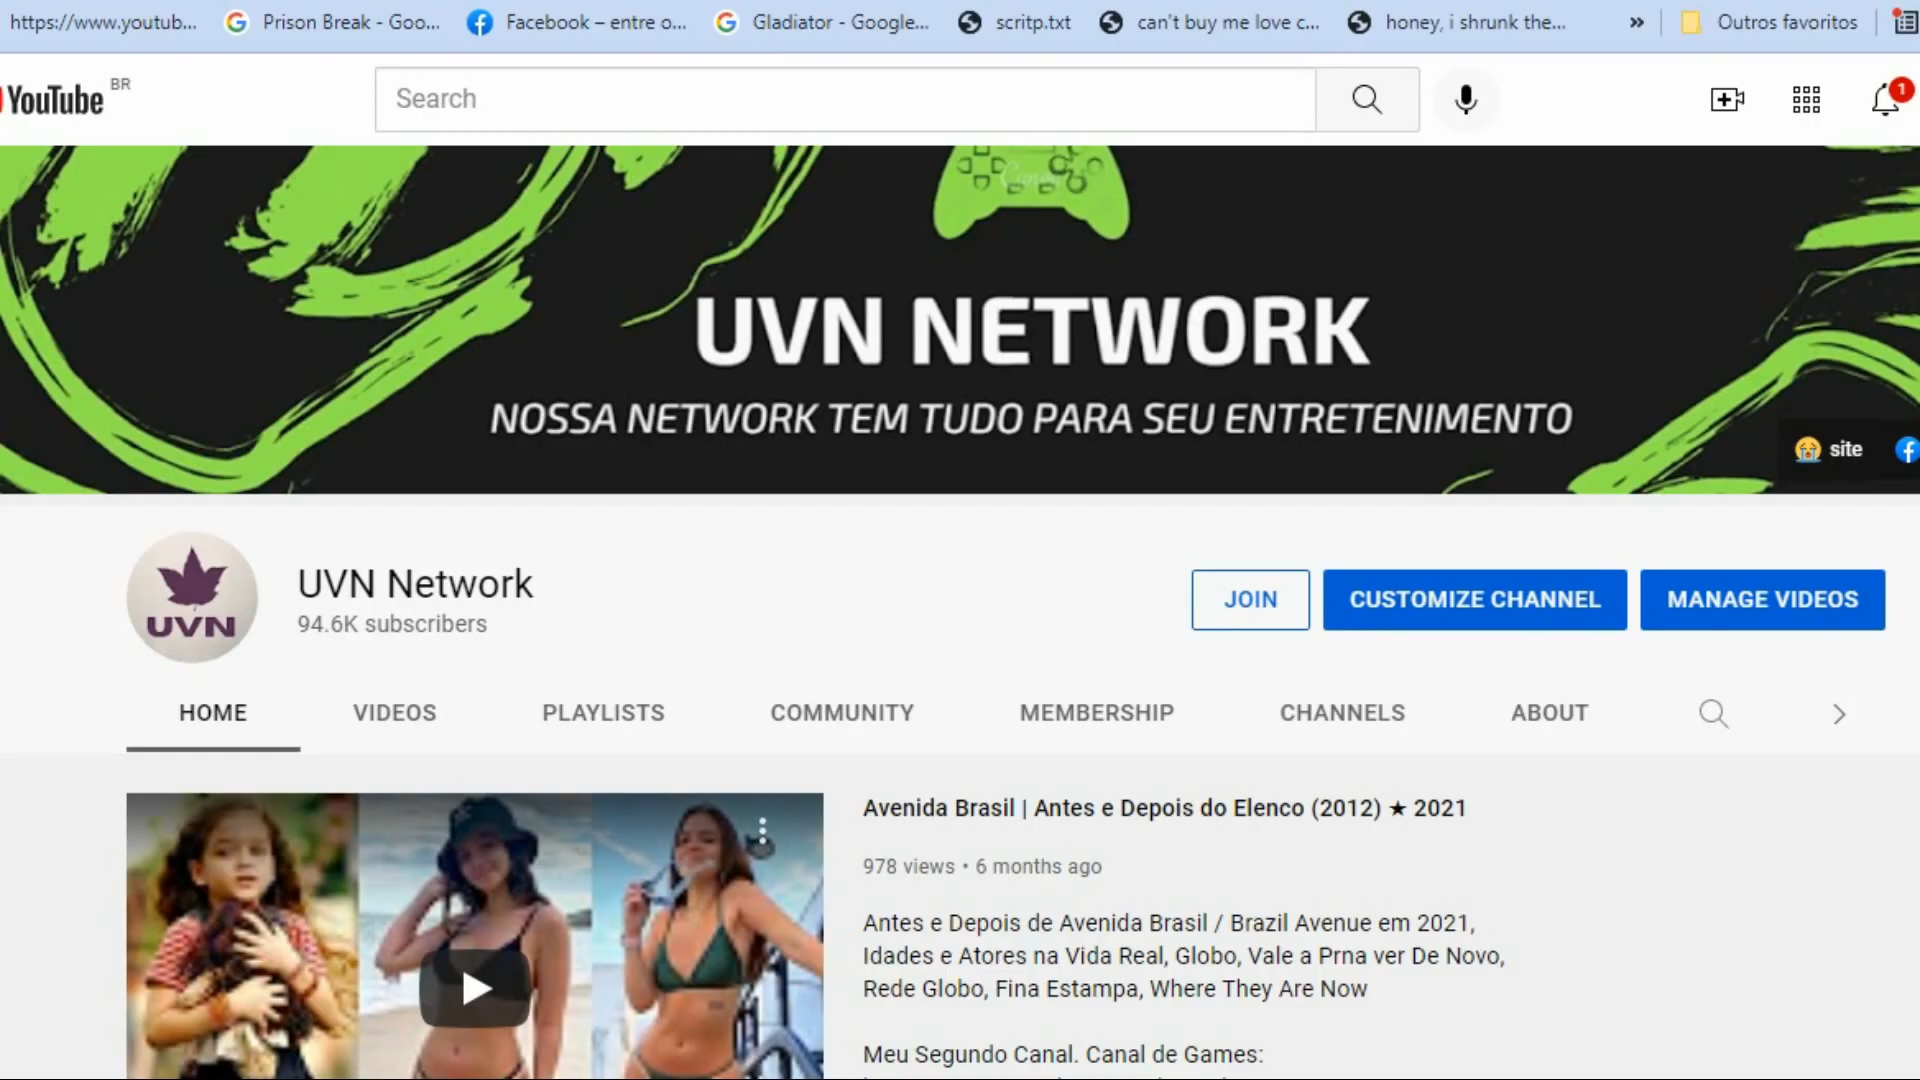 https://www.youtub...
Prison Break - Goo...
Facebook – entre o...
Gladiator - Google...
scritp.txt
can't buy me love c...
honey, i shrunk the...
Outros favoritos
YouTube BR
Search
1
Canva
UVN NETWORK
NOSSA NETWORK TEM TUDO PARA SEU ENTRETENIMENTO
site
UVN
UVN Network
94.6K subscribers
JOIN
CUSTOMIZE CHANNEL
MANAGE VIDEOS
HOME
VIDEOS
PLAYLISTS
COMMUNITY
MEMBERSHIP
CHANNELS
ABOUT
Avenida Brasil | Antes e Depois do Elenco (2012) ★ 2021
978 views • 6 months ago
Antes e Depois de Avenida Brasil / Brazil Avenue em 2021,
Idades e Atores na Vida Real, Globo, Vale a Prna ver De Novo,
Rede Globo, Fina Estampa, Where They Are Now
Meu Segundo Canal. Canal de Games: